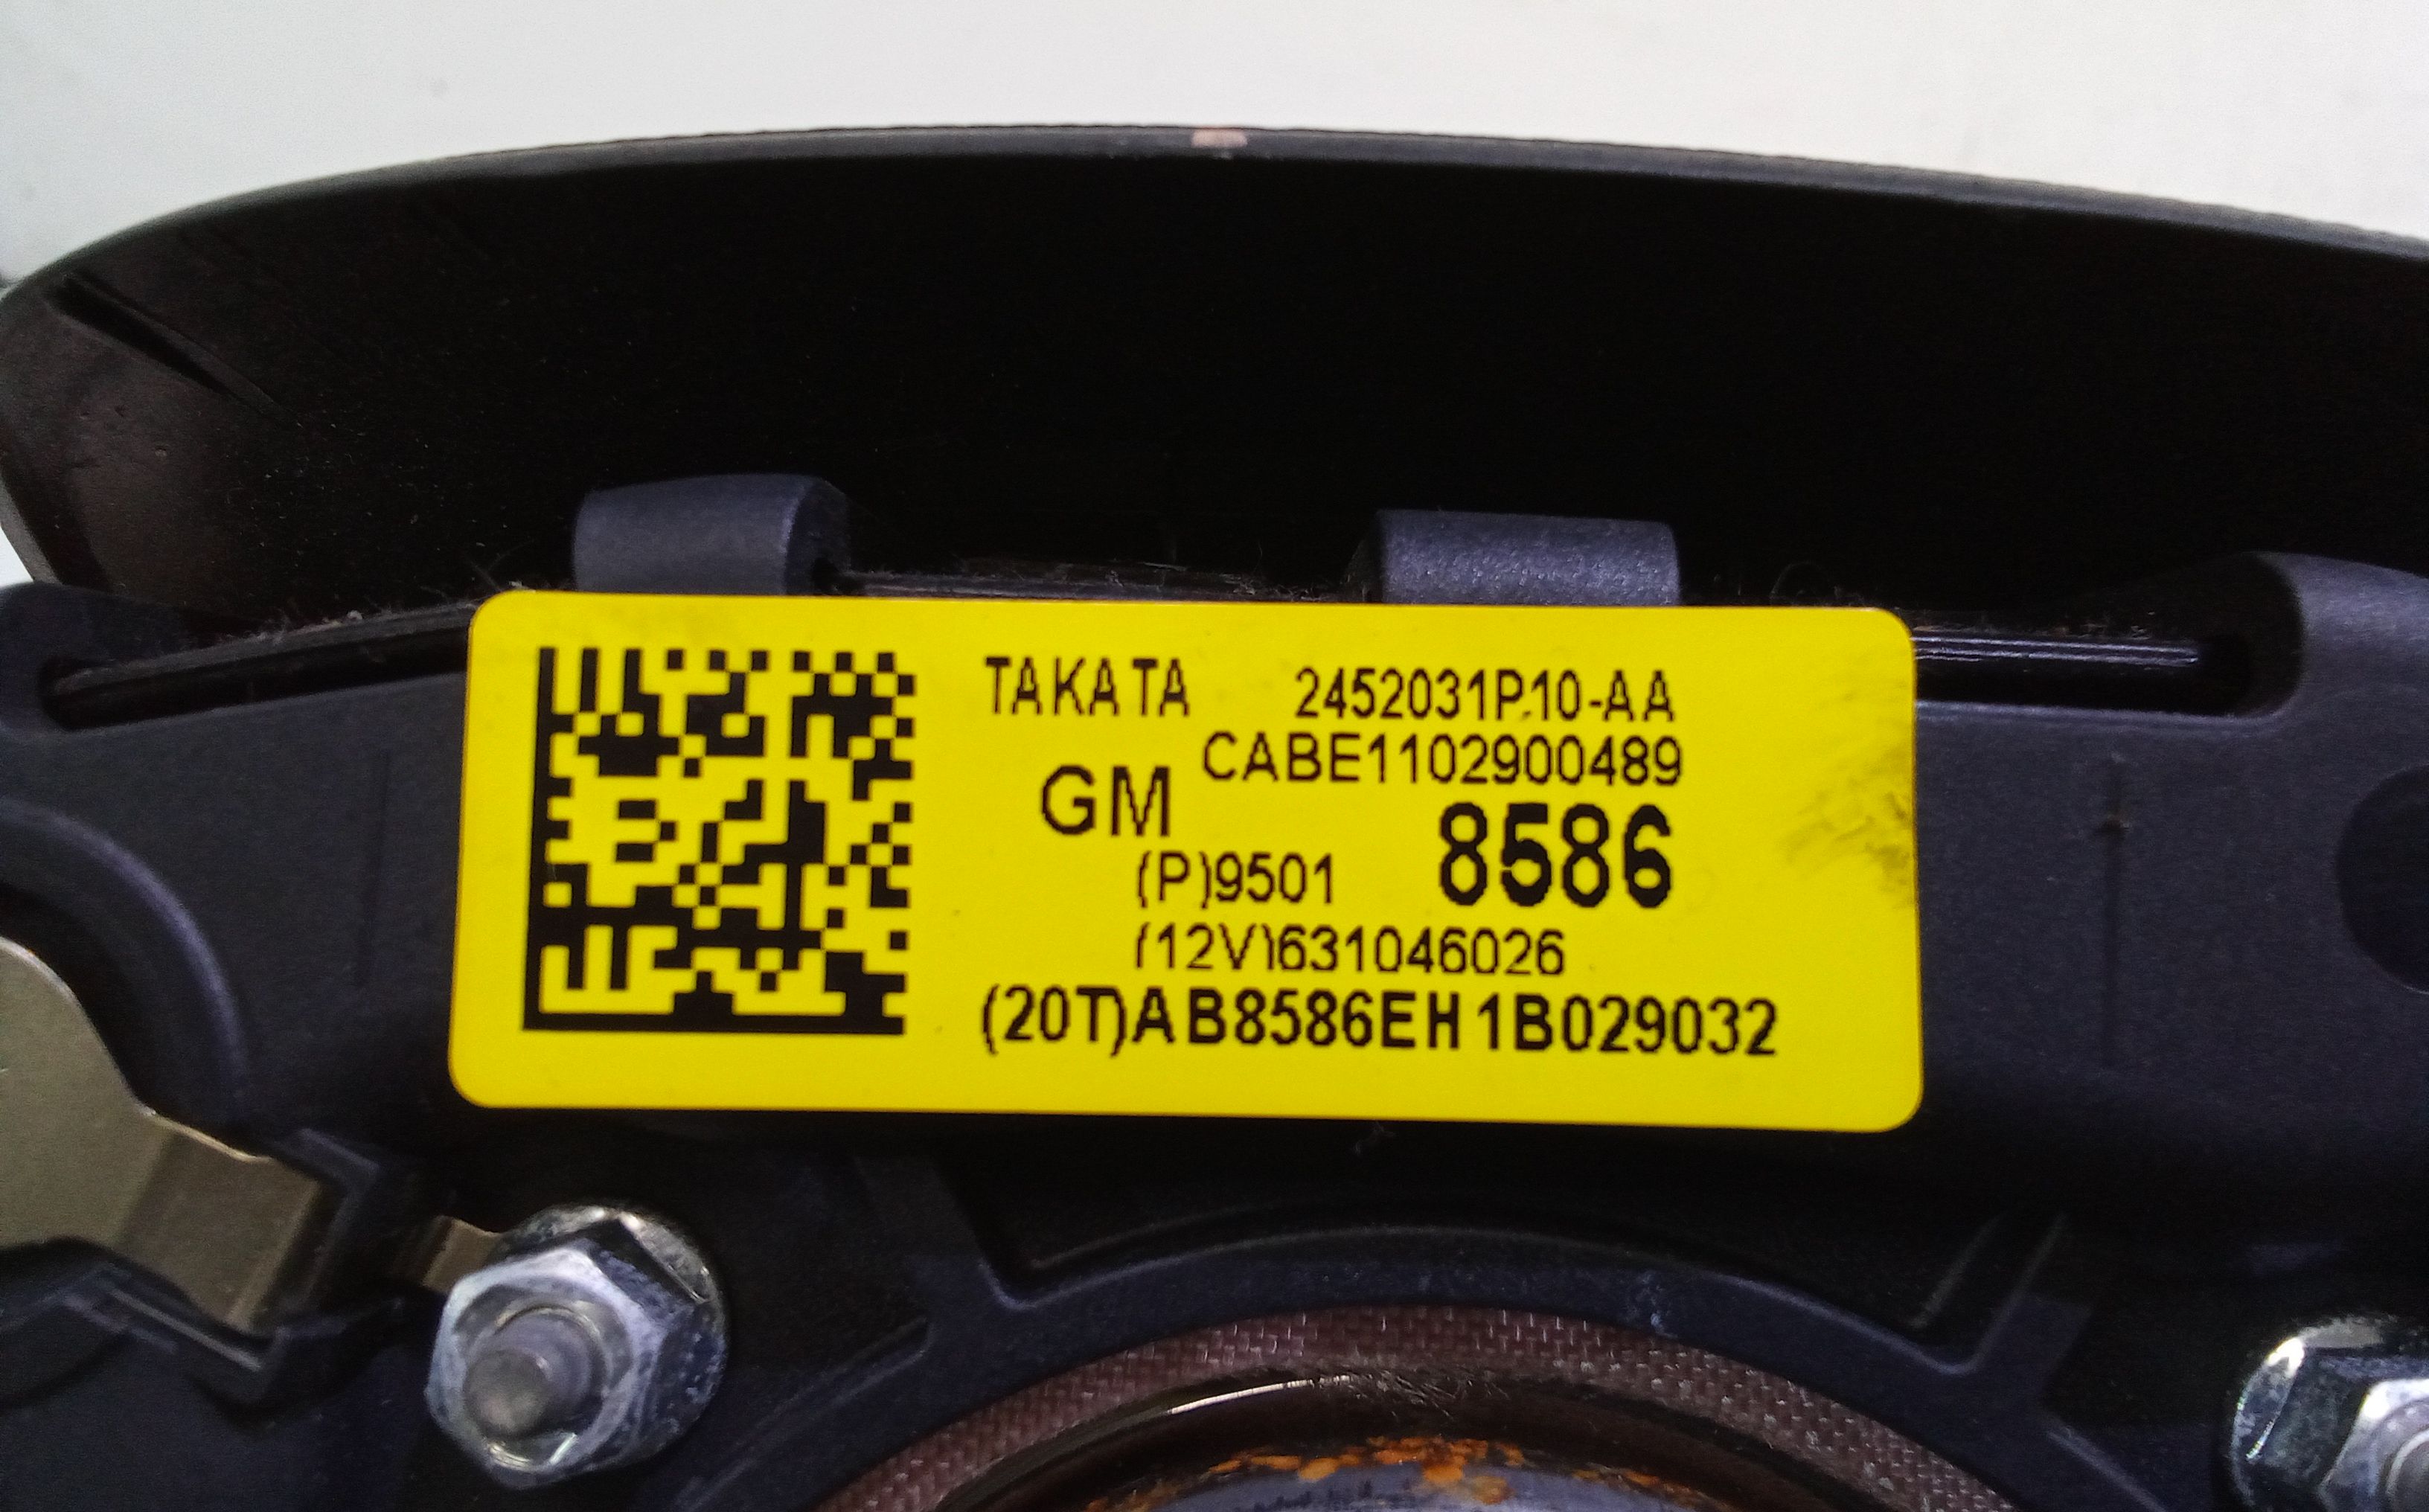 TAKATA 2452031P10-AA
CABE1102900489
GM
8586
(P)9501
(12V)631046026
(20T)AB8586EH1B029032